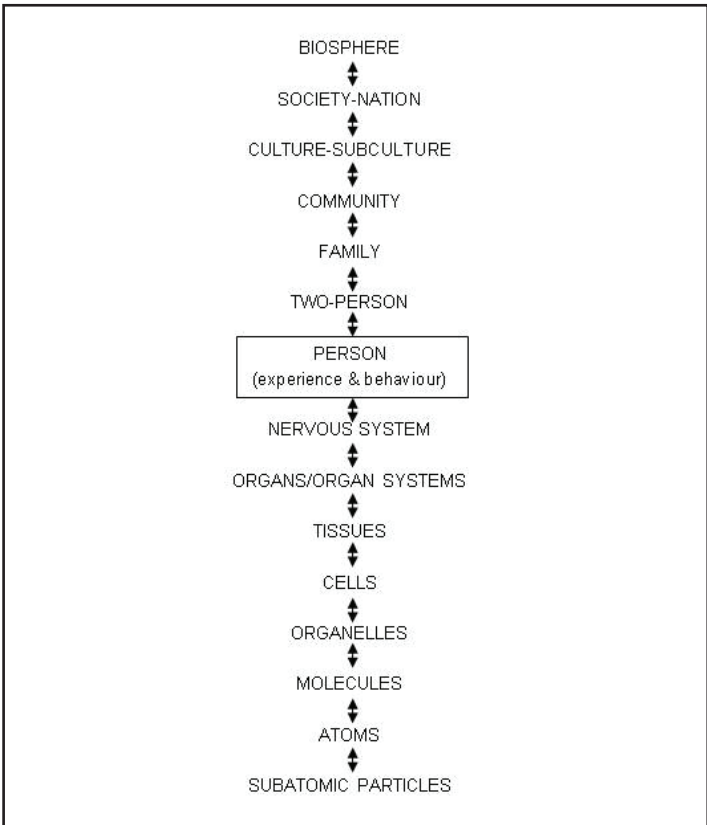 BIOSPHERE
SOCIETY-NATION
CULTURE-SUBCULTURE
COMMUNITY
FAMILY
TWO-PERSON
PERSON
(experience & behaviour)
NERVOUS SYSTEM
ORGANS/ORGAN SYSTEMS
TISSUES
CELLS
ORGANELLES
MOLECULES
ATOMS
SUBATOMIC PARTICLES